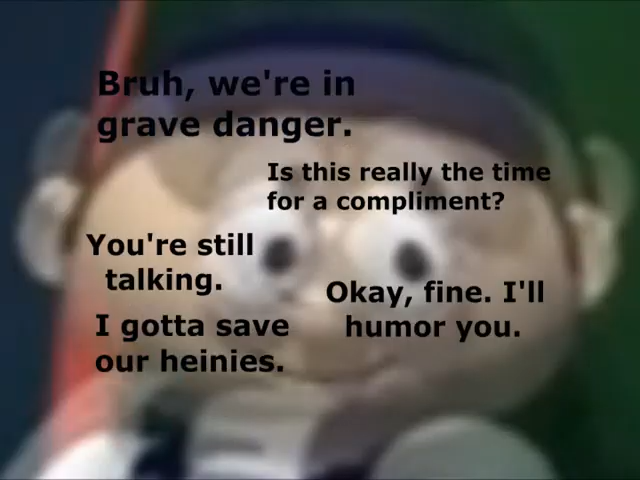 Bruh, we're in
grave danger.
Is this really the time
for a compliment?
You're still
talking.
Okay, fine. I'll
humor you.
I gotta save
our heinies.